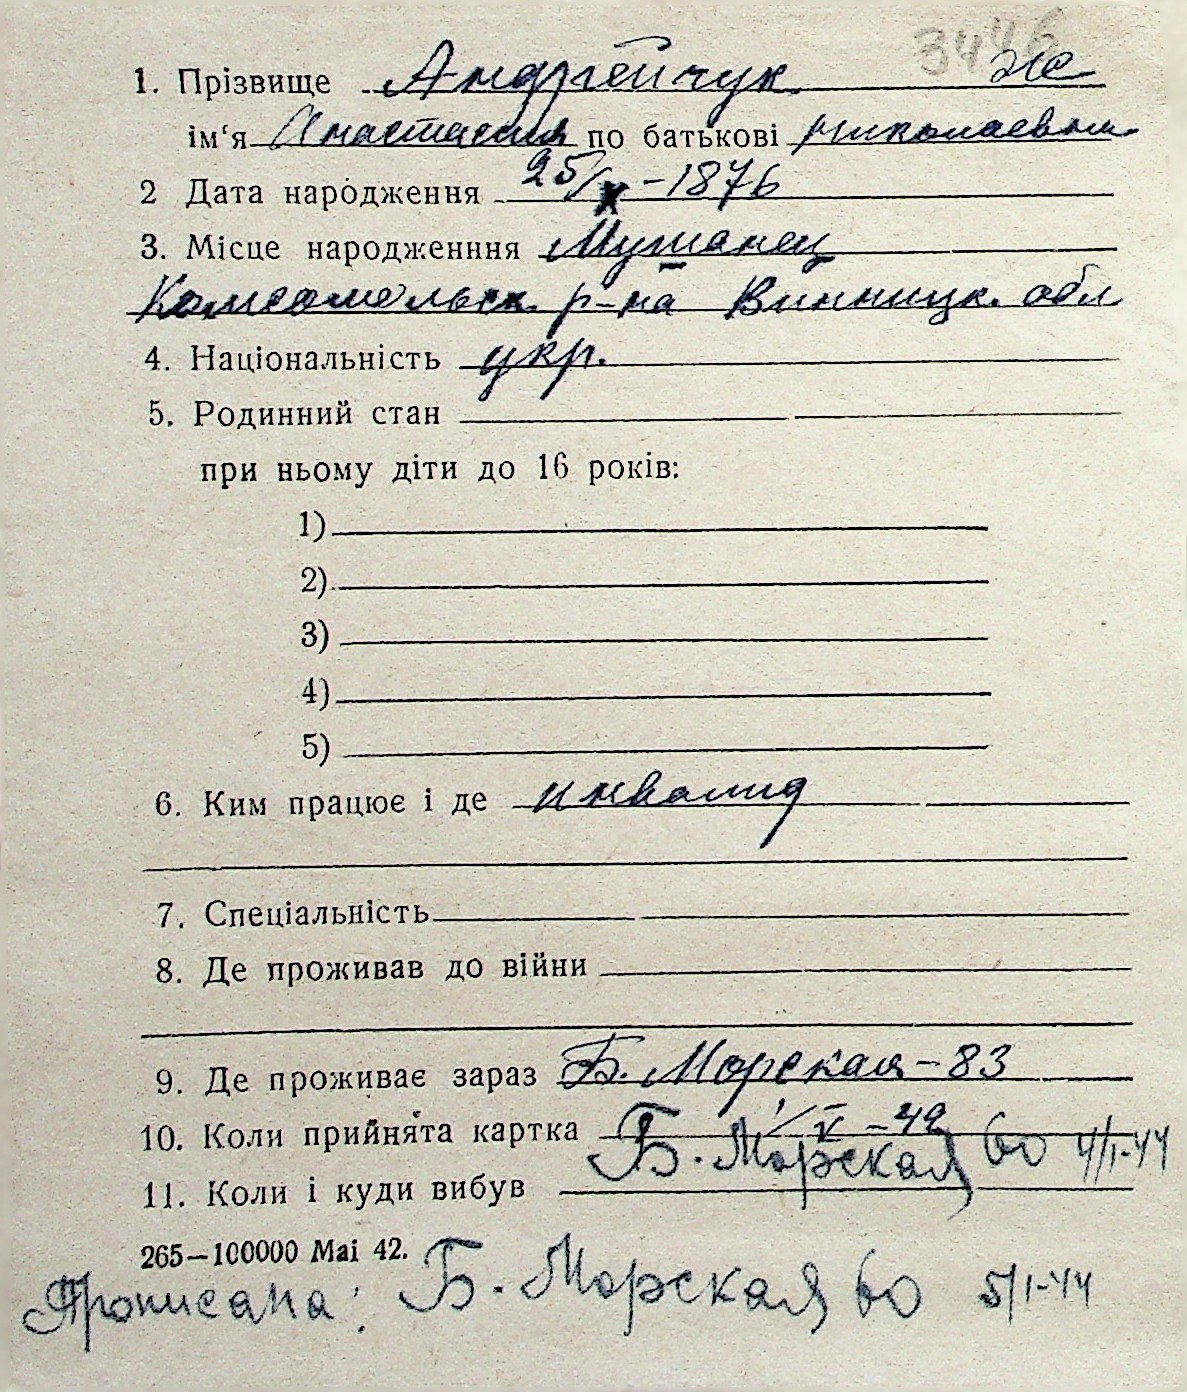 3446
1. Прізвище Андрейчук же
ім‘я Анастасия по батькові Николаевна
2 Дата народження 25/X-1876
3. Місце народженння Мушанец
Комсомольск. р-на Винницк. обл
4. Національність укр.
5. Родинний стан
при ньому діти до 16 років:
1)
2)
3)
4)
5)
6. Ким працює і де инвалид
7. Спеціальність
8. Де проживав до війни
9. Де проживає зараз Б. Морская-83
10. Коли прийнята картка 1/V-42
Б. Морская 60 4/I-44
11. Коли і куди вибув
265—100000 Mai 42.
Прописана: Б. Морская 60 5/I-44